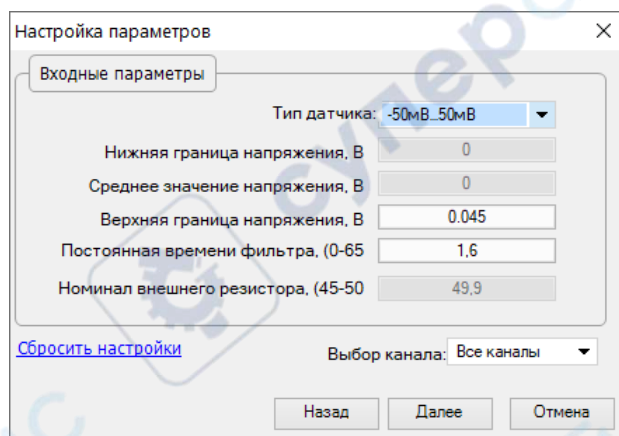 Настройка параметров
Входные параметры
Тип датчика: -50мВ...50мВ
Нижняя граница напряжения, В 0
Среднее значение напряжения, В 0
Верхняя граница напряжения, В 0.045
Постоянная времени фильтра, (0-65 1,6
Номинал внешнего резистора, (45-50 49,9
Сбросить настройки
Выбор канала: Все каналы
Назад Далее Отмена
супер